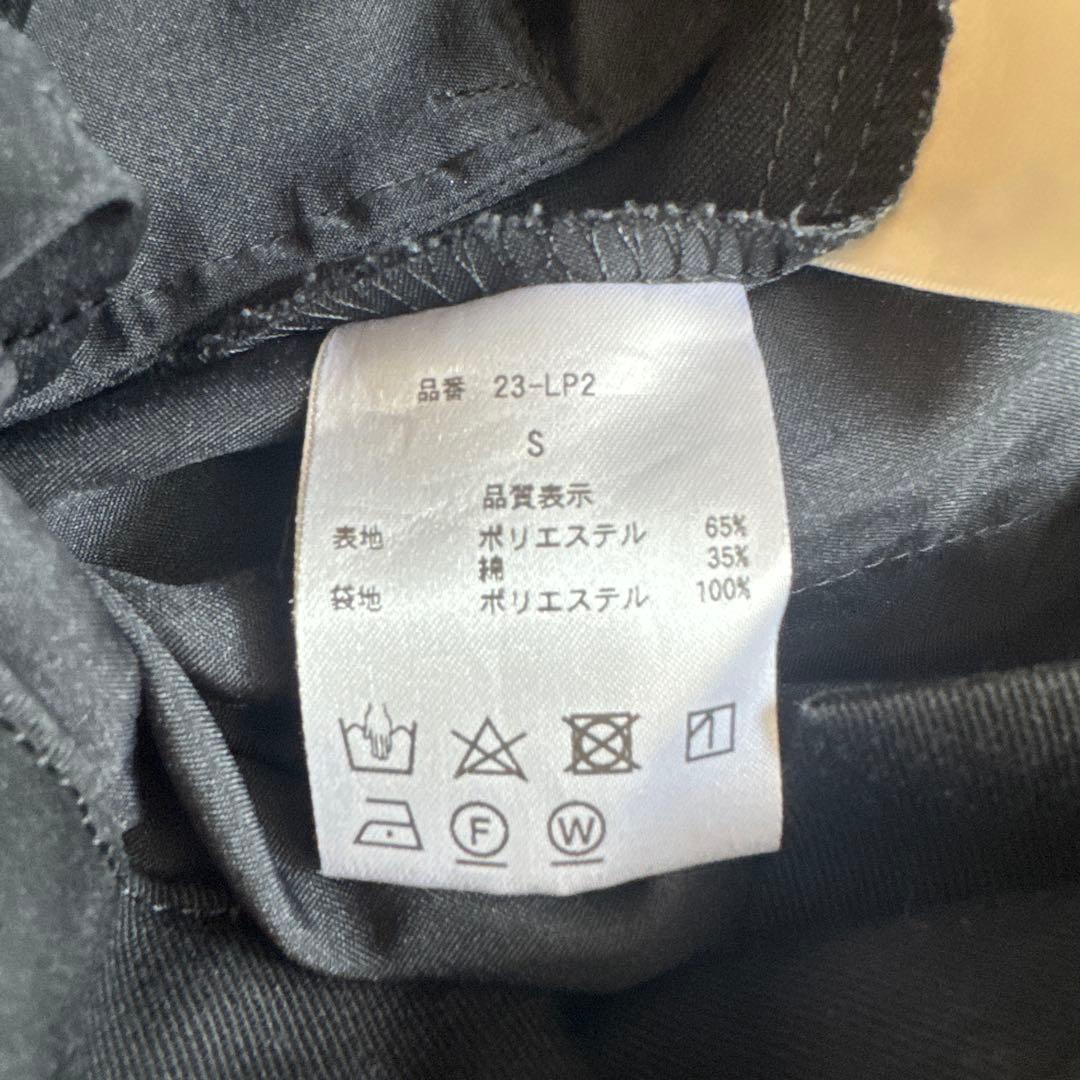 品番 23-LP2
S
品質表示
表地 ポリエステル 65%
綿 35%
袋地 ポリエステル 100%
F W